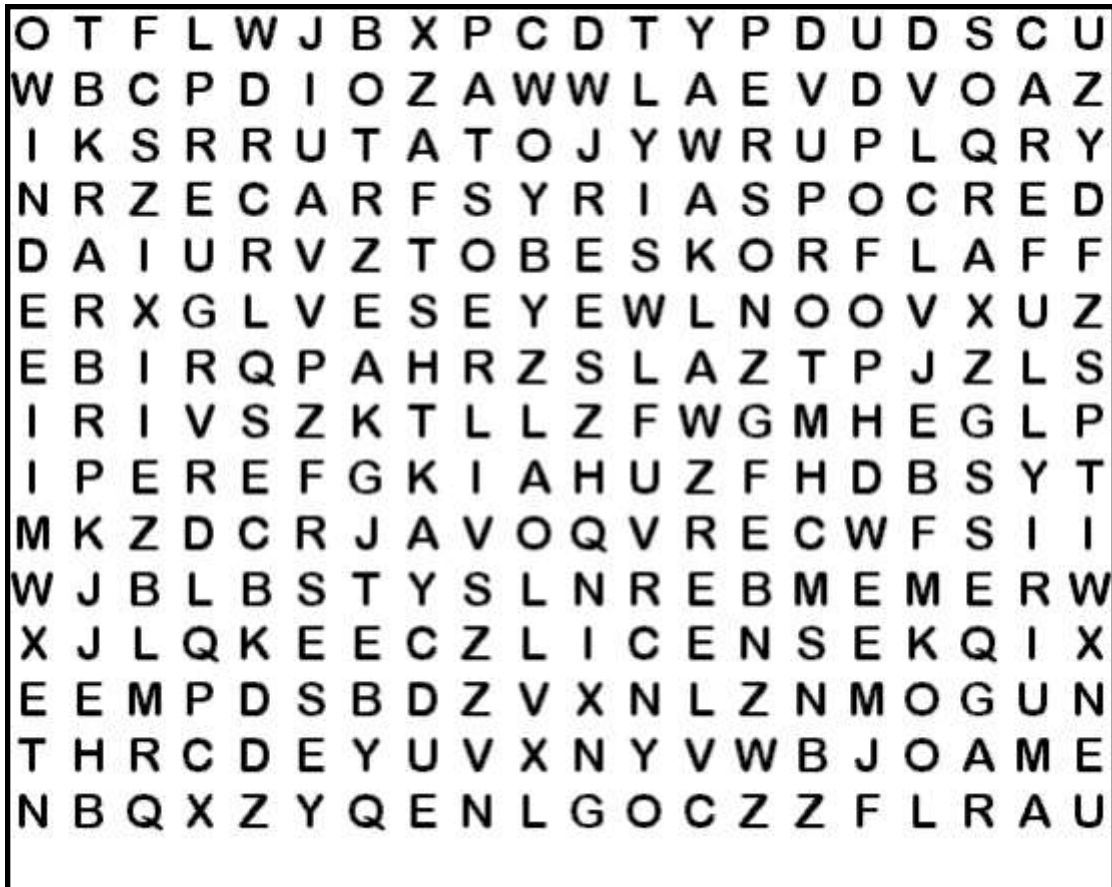 O T F L W J B X P C D T Y P D U D S C U
W B C P D I O Z A W W L A E V D V O A Z
I K S R R U T A T O J Y W R U P L Q R Y
N R Z E C A R F S Y R I A S P O C R E D
D A I U R V Z T O B E S K O R F L A F F
E R X G L V E S E Y E W L N O O V X U Z
E B I R Q P A H R Z S L A Z T P J Z L S
I R I V S Z K T L L Z F W G M H E G L P
I P E R E F G K I A H U Z F H D B S Y T
M K Z D C R J A V O Q V R E C W F S I I
W J B L B S T Y S L N R E B M E M E R W
X J L Q K E E C Z L I C E N S E K Q I X
E E M P D S B D Z V X N L Z N M O G U N
T H R C D E Y U V X N Y V W B J O A M E
N B Q X Z Y Q E N L G O C Z Z F L R A U